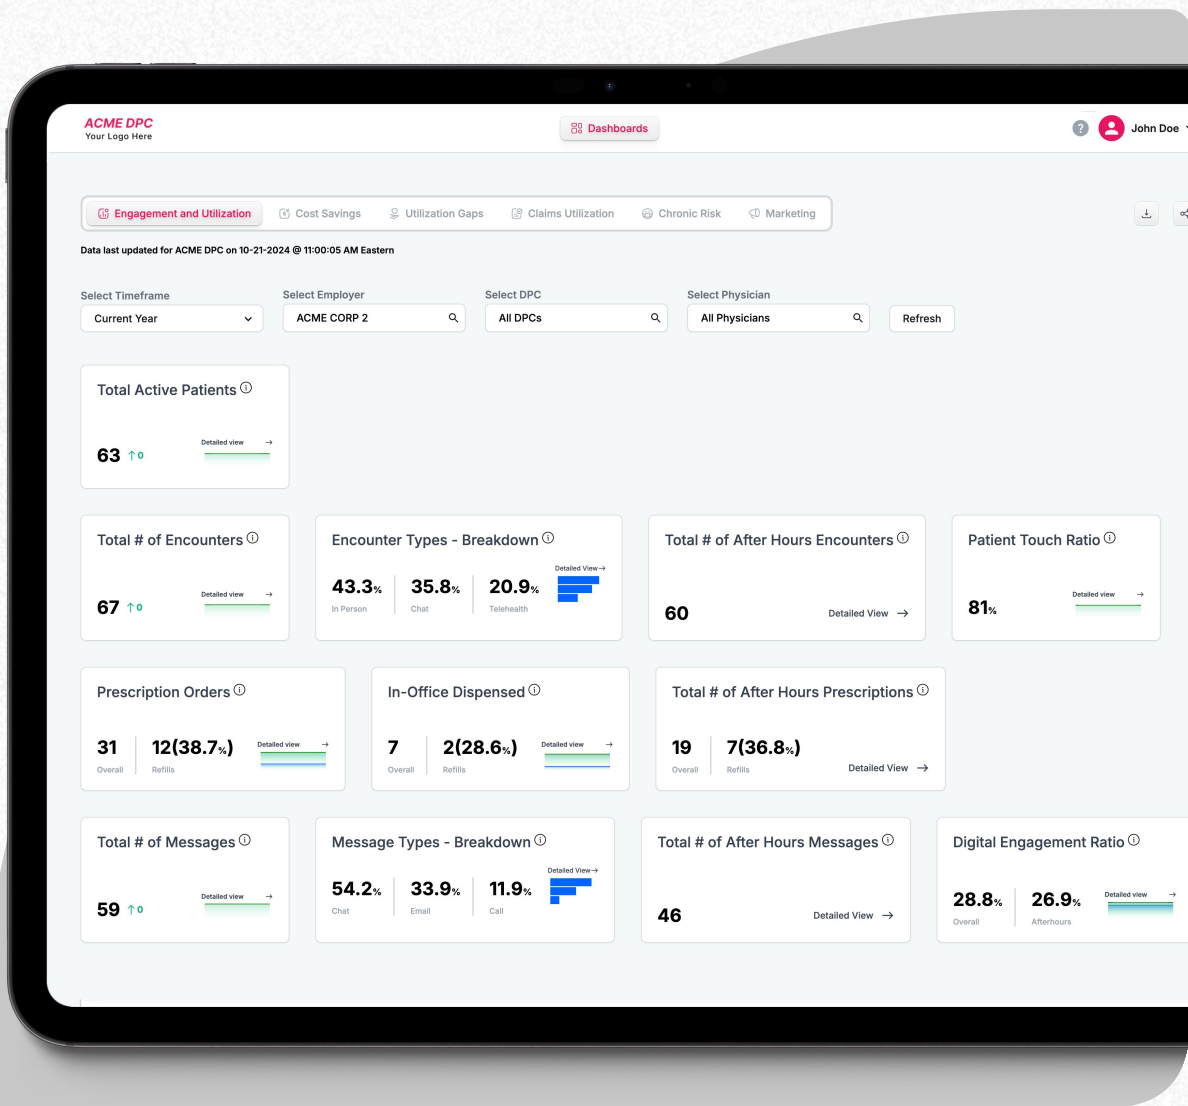 ACME DPC
Your Logo Here
Dashboards
?
John Doe
Engagement and Utilization
Cost Savings
Utilization Gaps
Claims Utilization
Chronic Risk
Marketing
Data last updated for ACME DPC on 10-21-2024 @ 11:00:05 AM Eastern
Select Timeframe
Select Employer
Select DPC
Select Physician
Current Year
ACME CORP 2
All DPCs
All Physicians
Refresh
Total Active Patients
63 ↑0
Detailed view →
Total # of Encounters
67 ↑0
Detailed view →
Encounter Types - Breakdown
43.3%
In Person
35.8%
Chat
20.9%
Telehealth
Detailed View→
Total # of After Hours Encounters
60
Detailed View →
Patient Touch Ratio
81%
Detailed view →
Prescription Orders
31
Overall
12(38.7%)
Refills
Detailed view →
In-Office Dispensed
7
Overall
2(28.6%)
Refills
Detailed view →
Total # of After Hours Prescriptions
19
Overall
7(36.8%)
Refills
Detailed View →
Total # of Messages
59 ↑0
Detailed view →
Message Types - Breakdown
54.2%
Chat
33.9%
Email
11.9%
Call
Detailed View→
Total # of After Hours Messages
46
Detailed View →
Digital Engagement Ratio
28.8%
Overall
26.9%
Afterhours
Detailed view →